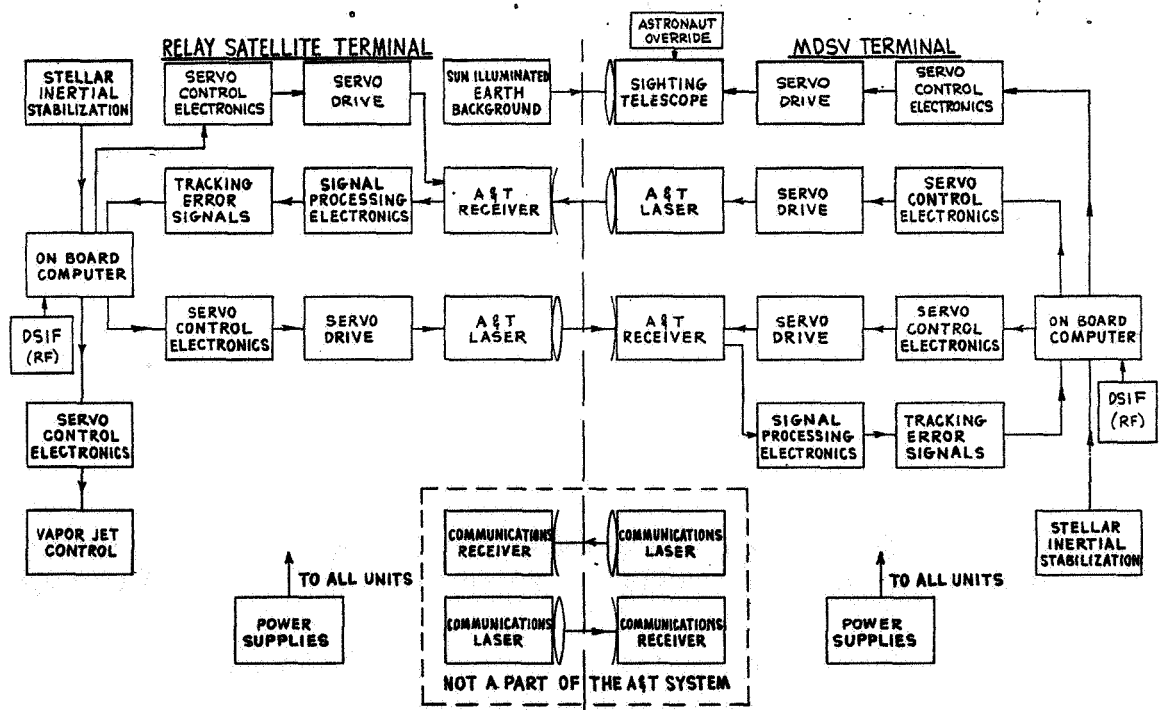 RELAY SATELLITE TERMINAL
STELLAR
INERTIAL
STABILIZATION
SERVO
CONTROL
ELECTRONICS
SERVO
DRIVE
SUN ILLUMINATED
EARTH
BACKGROUND
ASTRONAUT
OVERRIDE
MDSV TERMINAL
SIGHTING
TELESCOPE
SERVO
DRIVE
SERVO
CONTROL
ELECTRONICS
TRACKING
ERROR
SIGNALS
SIGNAL
PROCESSING
ELECTRONICS
A&T
RECEIVER
A&T
LASER
SERVO
DRIVE
SERVO
CONTROL
ELECTRONICS
ON BOARD
COMPUTER
DSIF
(RF)
SERVO
CONTROL
ELECTRONICS
SERVO
DRIVE
A&T
LASER
A&T
RECEIVER
SERVO
DRIVE
SERVO
CONTROL
ELECTRONICS
ON BOARD
COMPUTER
DSIF
(RF)
SERVO
CONTROL
ELECTRONICS
SIGNAL
PROCESSING
ELECTRONICS
TRACKING
ERROR
SIGNALS
VAPOR JET
CONTROL
COMMUNICATIONS
RECEIVER
COMMUNICATIONS
LASER
STELLAR
INERTIAL
STABILIZATION
TO ALL UNITS
POWER
SUPPLIES
COMMUNICATIONS
LASER
COMMUNICATIONS
RECEIVER
TO ALL UNITS
POWER
SUPPLIES
NOT A PART OF THE A&T SYSTEM